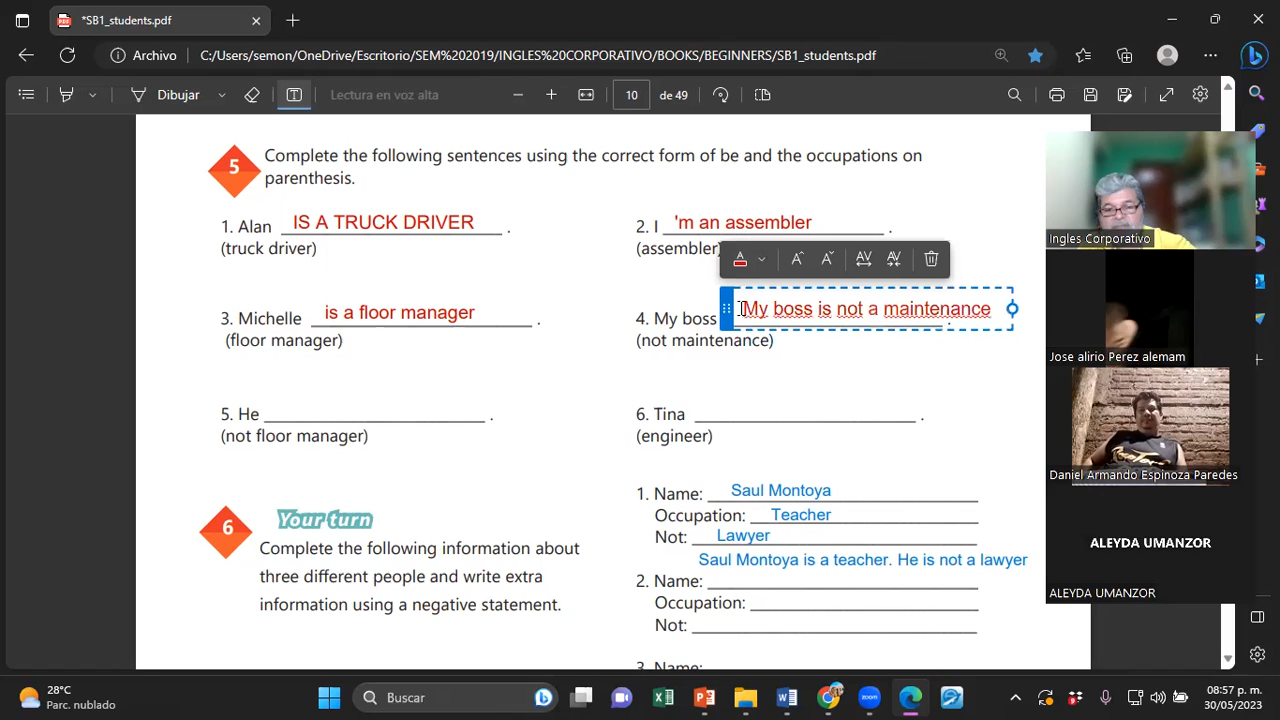 *SB1_students.pdf
Archivo
C:/Users/semon/OneDrive/Escritorio/SEM%202019/INGLES%20CORPORATIVO/BOOKS/BEGINNERS/SB1_students.pdf
Dibujar
Lectura en voz alta
10
de 49
5
Complete the following sentences using the correct form of be and the occupations on
parenthesis.
1. Alan IS A TRUCK DRIVER .
(truck driver)
2. I 'm an assembler .
(assembler)
3. Michelle is a floor manager .
(floor manager)
4. My boss My boss is not a maintenance .
(not maintenance)
5. He .
(not floor manager)
6. Tina .
(engineer)
6
Your turn
Complete the following information about
three different people and write extra
information using a negative statement.
1. Name: Saul Montoya
Occupation: Teacher
Not: Lawyer
Saul Montoya is a teacher. He is not a lawyer
2. Name:
Occupation:
Not:
3. Name:
Ingles Corporativo
Jose alirio Perez alemam
Daniel Armando Espinoza Paredes
ALEYDA UMANZOR
ALEYDA UMANZOR
28°C
Parc. nublado
Buscar
08:57 p. m.
30/05/2023